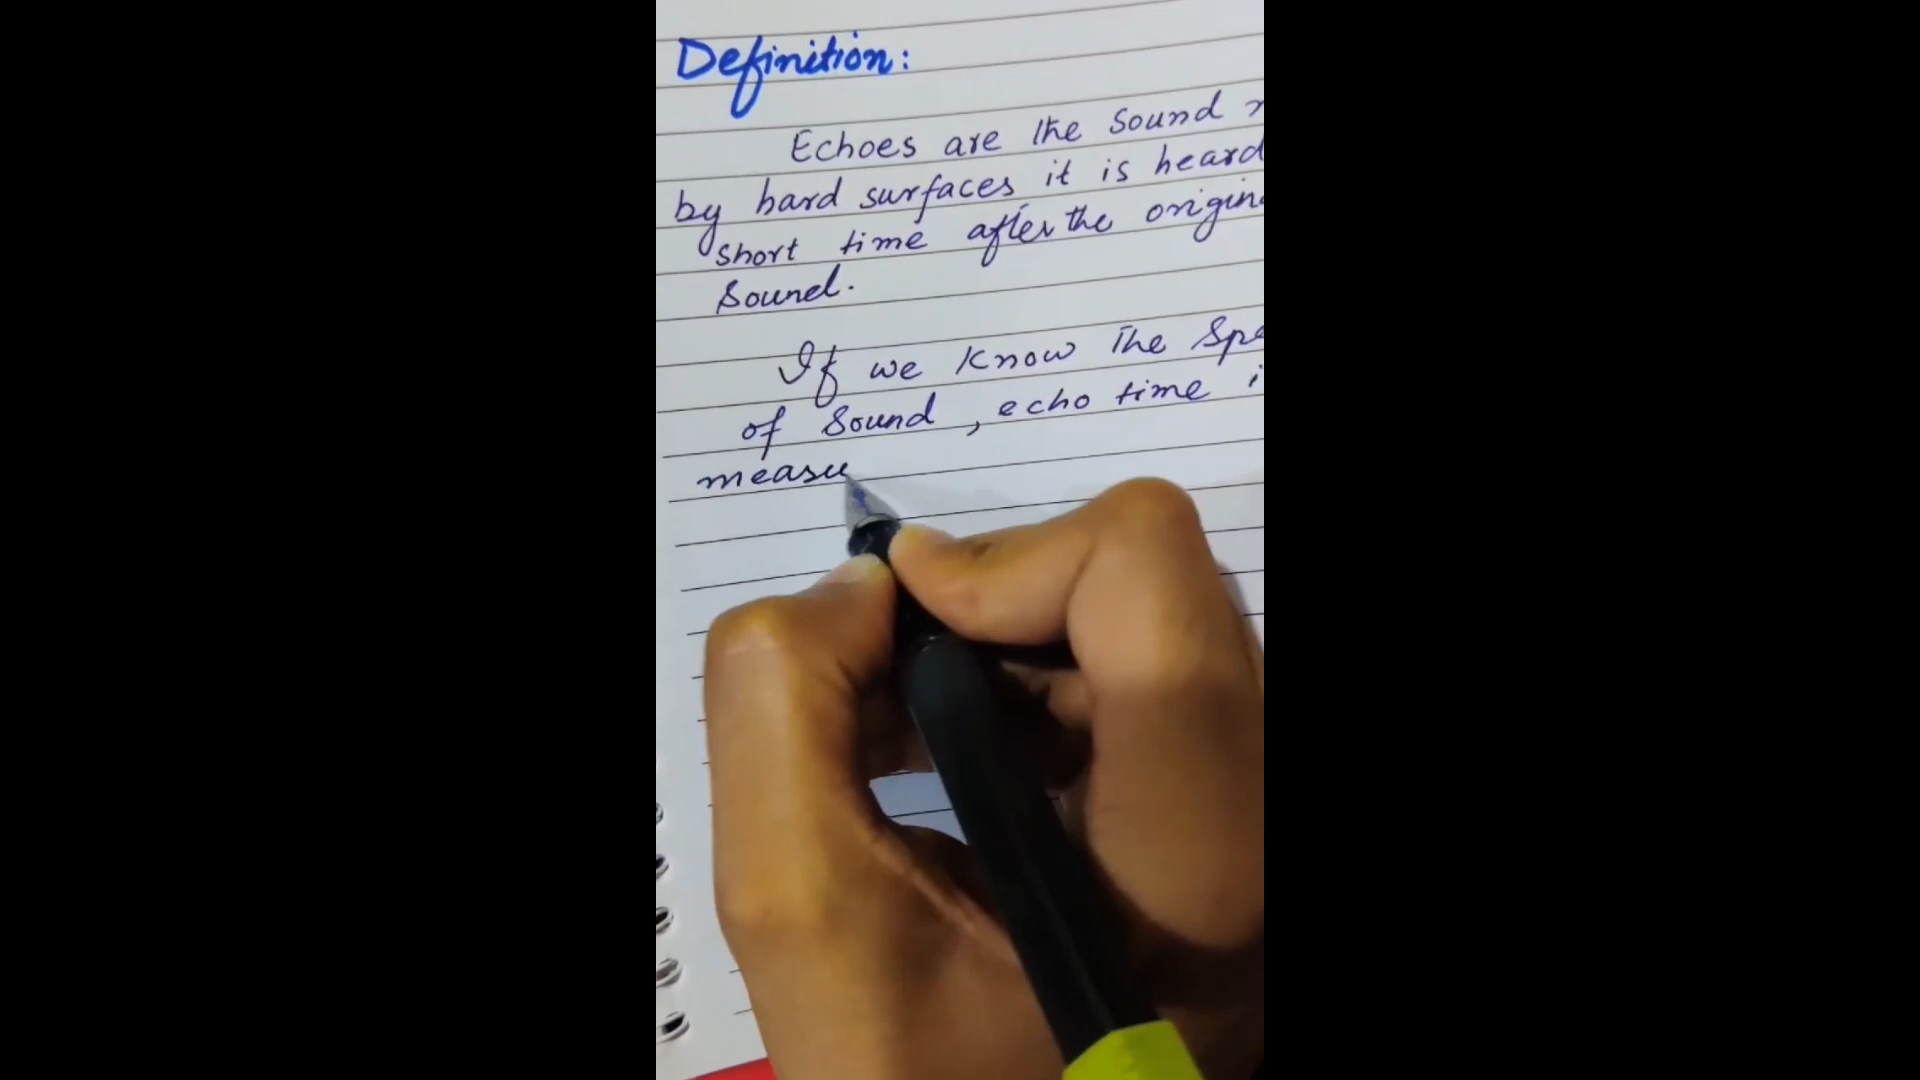 Definition:
Echoes are the Sound
by hard surfaces it is heard
short time after the origin
Sound.
If we know the Spe
of Sound, echo time i
measu